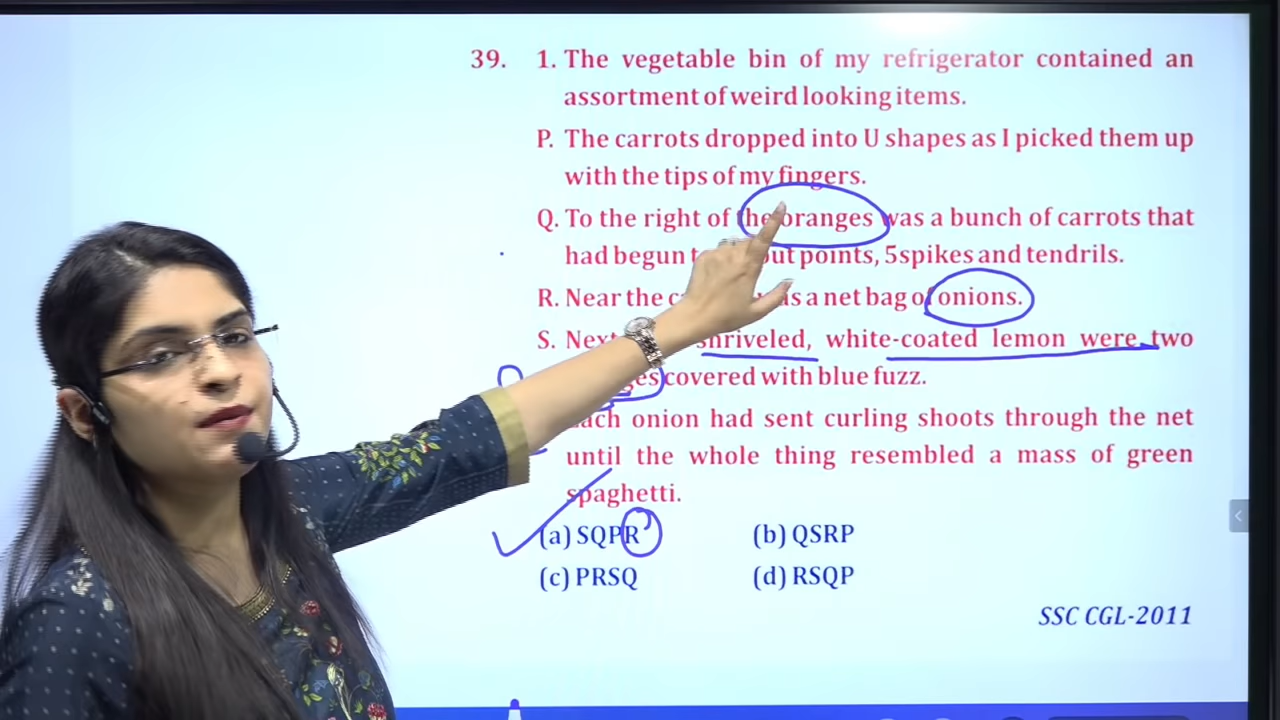 39. 1. The vegetable bin of my refrigerator contained an
assortment of weird looking items.
P. The carrots dropped into U shapes as I picked them up
with the tips of my fingers.
Q. To the right of the oranges was a bunch of carrots that
had begun out points, 5spikes and tendrils.
R. Near the was a net bag of onions.
S. Next shriveled, white-coated lemon were two
covered with blue fuzz.
Each onion had sent curling shoots through the net
until the whole thing resembled a mass of green
spaghetti.
(a) SQPR (b) QSRP
(c) PRSQ (d) RSQP
SSC CGL-2011